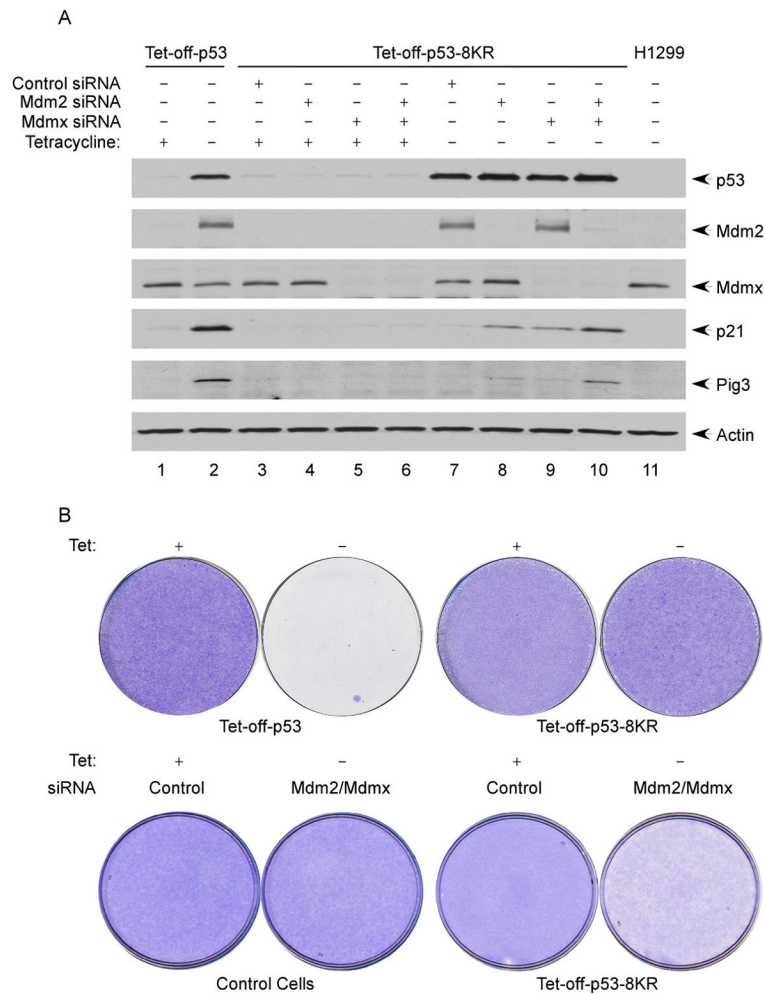 A
Tet-off-p53 Tet-off-p53-8KR H1299
Control siRNA – – + – – – + – – – –
Mdm2 siRNA – – – + – + – + – + –
Mdmx siRNA – – – – + + – – + + –
Tetracycline: + – + + + + – – – – –
p53
Mdm2
Mdmx
p21
Pig3
Actin
1 2 3 4 5 6 7 8 9 10 11
B
Tet: + – + –
Tet-off-p53 Tet-off-p53-8KR
Tet: + – + –
siRNA Control Mdm2/Mdmx Control Mdm2/Mdmx
Control Cells Tet-off-p53-8KR